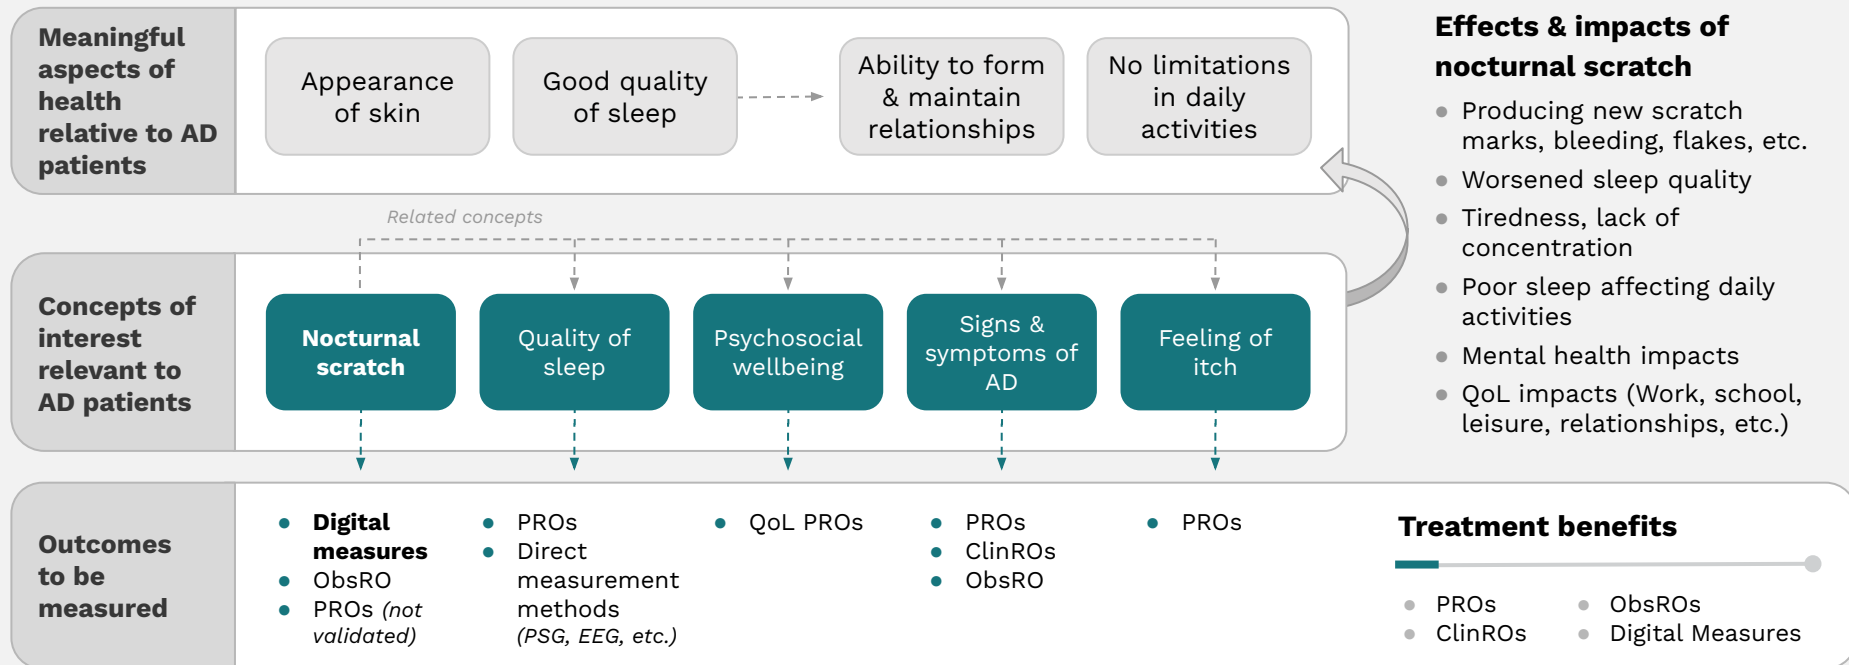 Meaningful
aspects of
health
relative to AD
patients
Appearance
of skin
Good quality
of sleep
Ability to form
& maintain
relationships
No limitations
in daily
activities
Effects & impacts of
nocturnal scratch
Producing new scratch
marks, bleeding, flakes, etc.
Worsened sleep quality
Tiredness, lack of
concentration
Poor sleep affecting daily
activities
Mental health impacts
QoL impacts (Work, school,
leisure, relationships, etc.)
Related concepts
Concepts of
interest
relevant to
AD patients
Nocturnal
scratch
Quality of
sleep
Psychosocial
wellbeing
Signs &
symptoms of
AD
Feeling of
itch
Outcomes
to be
measured
Digital
measures
ObsRO
PROs (not
validated)
PROs
Direct
measurement
methods
(PSG, EEG, etc.)
QoL PROs
PROs
ClinROs
ObsRO
PROs
Treatment benefits
PROs
ClinROs
ObsROs
Digital Measures